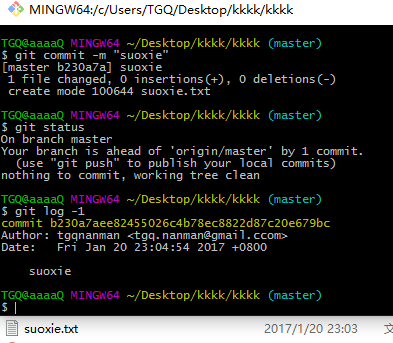 MINGW64:/c/Users/TGQ/Desktop/kkkk/kkkk
TGQ@aaaaQ MINGW64 ~/Desktop/kkkk/kkkk (master)
$ git commit -m "suoxie"
[master b230a7a] suoxie
 1 file changed, 0 insertions(+), 0 deletions(-)
 create mode 100644 suoxie.txt
TGQ@aaaaQ MINGW64 ~/Desktop/kkkk/kkkk (master)
$ git status
On branch master
Your branch is ahead of 'origin/master' by 1 commit.
  (use "git push" to publish your local commits)
nothing to commit, working tree clean
TGQ@aaaaQ MINGW64 ~/Desktop/kkkk/kkkk (master)
$ git log -1
commit b230a7aee82455026c4b78ec8822d87c20e679bc
Author: tgqnanman <tgq.nanman@gmail.ccom>
Date:   Fri Jan 20 23:04:54 2017 +0800
    suoxie
TGQ@aaaaQ MINGW64 ~/Desktop/kkkk/kkkk (master)
$
suoxie.txt 2017/1/20 23:03 文